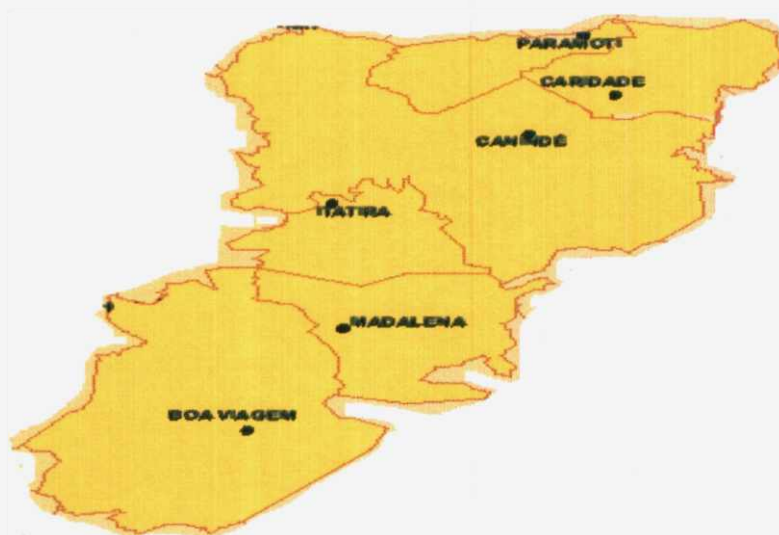 PARAMOTI
CARIDADE
CANINDÉ
ITATIRA
MADALENA
BOA VIAGEM